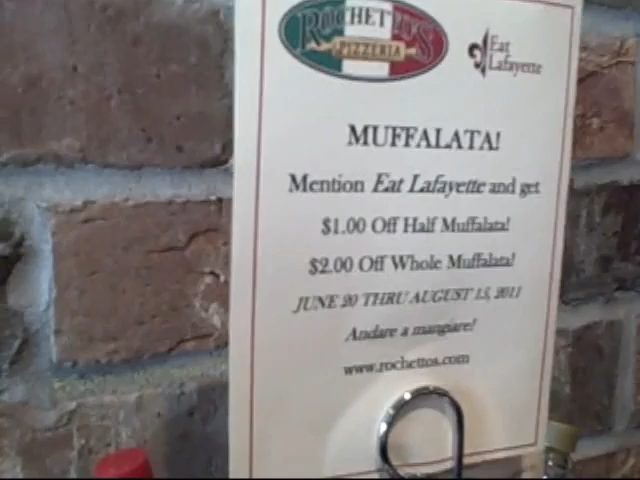 ROCHETTO'S
PIZZERIA
Eat
Lafayette
MUFFALATA!
Mention Eat Lafayette and get
$1.00 Off Half Muffalata!
$2.00 Off Whole Muffalata!
JUNE 20 THRU AUGUST 15, 2011
Andare a mangiare!
www.rochettos.com